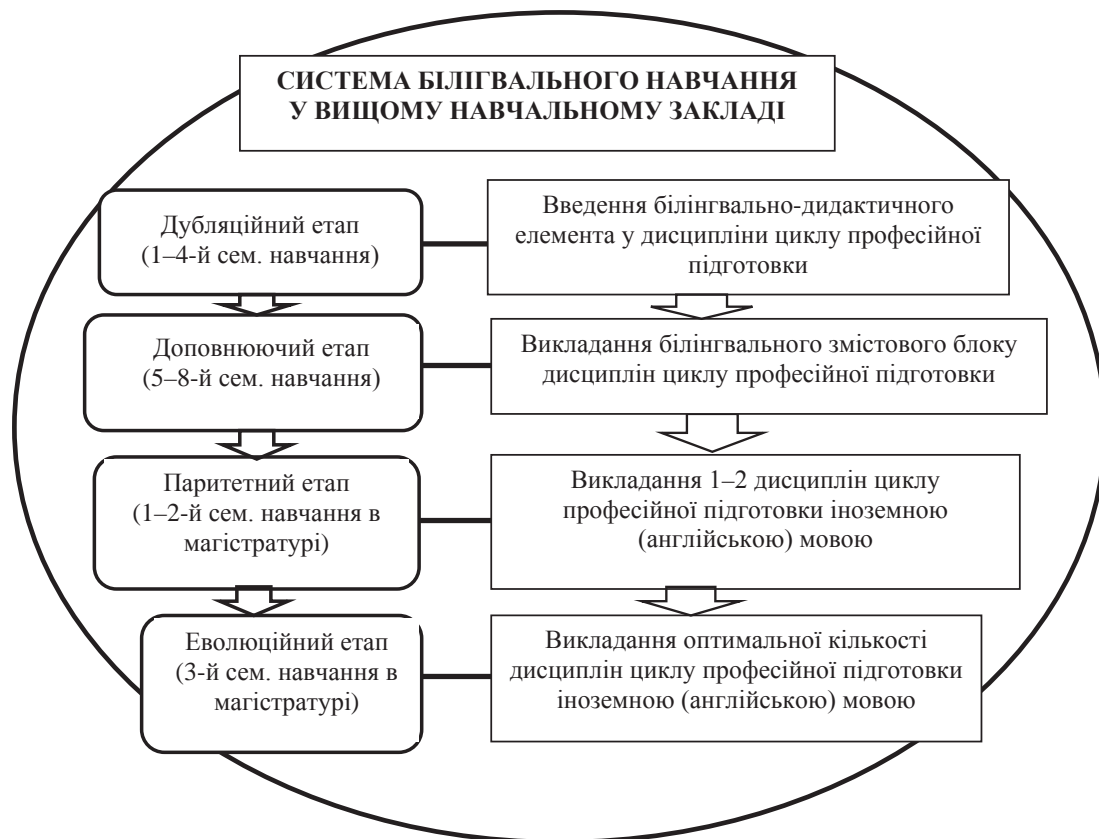 СИСТЕМА БІЛІГВАЛЬНОГО НАВЧАННЯ
У ВИЩОМУ НАВЧАЛЬНОМУ ЗАКЛАДІ
Дубляційний етап
(1–4-й сем. навчання)
Введення білінгвально-дидактичного
елемента у дисципліни циклу професійної
підготовки
Доповнюючий етап
(5–8-й сем. навчання)
Викладання білінгвального змістового блоку
дисциплін циклу професійної підготовки
Паритетний етап
(1–2-й сем. навчання в
магістратурі)
Викладання 1–2 дисциплін циклу
професійної підготовки іноземною
(англійською) мовою
Еволюційний етап
(3-й сем. навчання в
магістратурі)
Викладання оптимальної кількості
дисциплін циклу професійної підготовки
іноземною (англійською) мовою